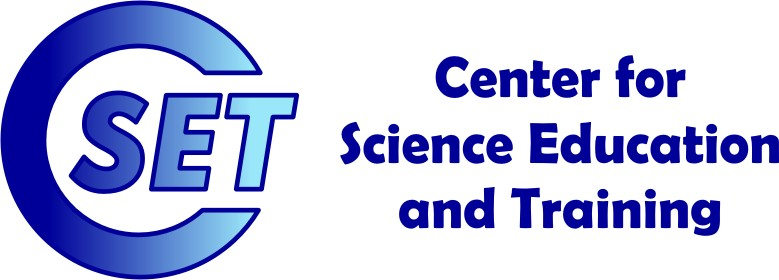 CSET
Center for
Science Education
and Training